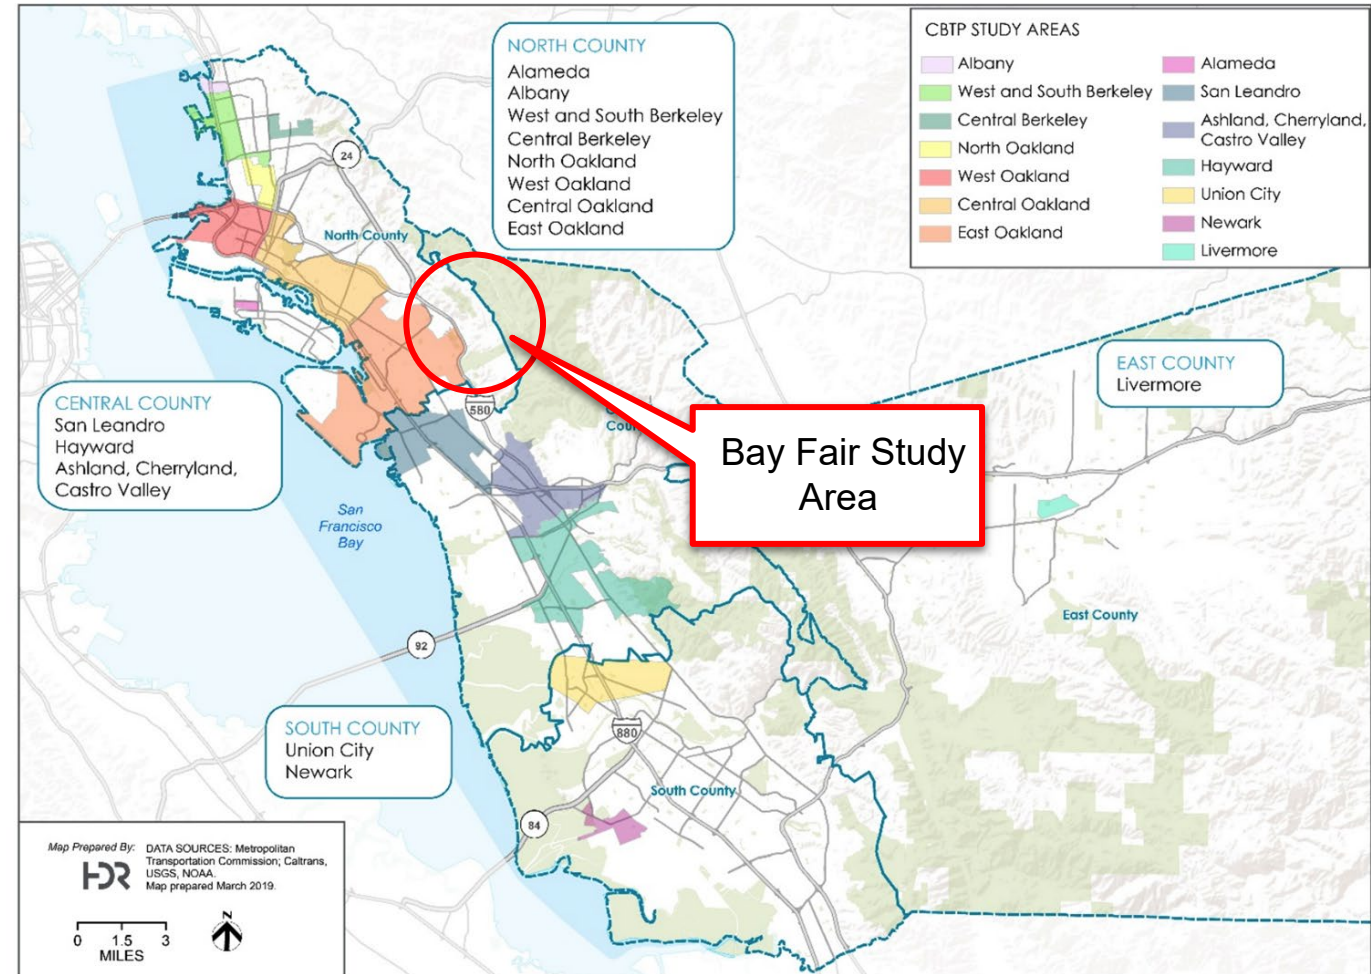 NORTH COUNTY
Alameda
Albany
West and South Berkeley
Central Berkeley
North Oakland
West Oakland
Central Oakland
East Oakland
CBTP STUDY AREAS
Albany
West and South Berkeley
Central Berkeley
North Oakland
West Oakland
Central Oakland
East Oakland
Alameda
San Leandro
Ashland, Cherryland,
Castro Valley
Hayward
Union City
Newark
Livermore
24
North County
CENTRAL COUNTY
San Leandro
Hayward
Ashland, Cherryland,
Castro Valley
580
Bay Fair Study
Area
EAST COUNTY
Livermore
San
Francisco
Bay
East County
92
SOUTH COUNTY
Union City
Newark
880
South County
84
Map Prepared By:
HDR
DATA SOURCES: Metropolitan
Transportation Commission; Caltrans,
USGS, NOAA.
Map prepared March 2019.
0 1.5 3
MILES
N